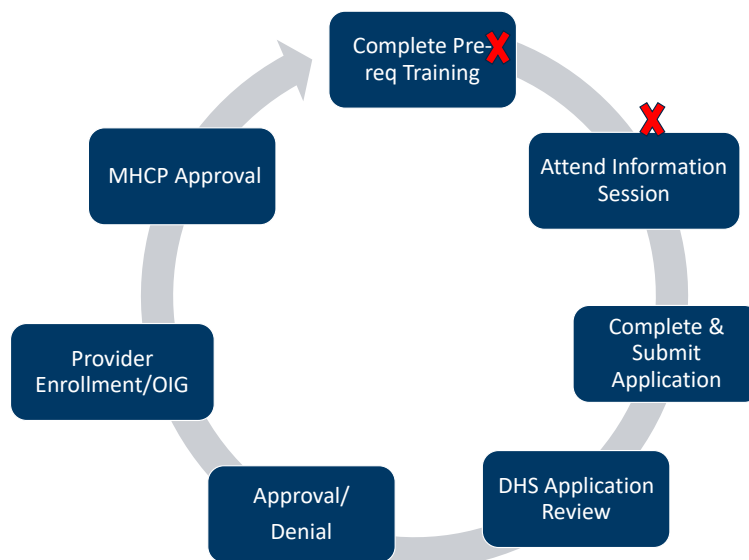 Complete Pre-
req Training
Attend Information
Session
Complete &
Submit
Application
DHS Application
Review
Approval/
Denial
Provider
Enrollment/OIG
MHCP Approval